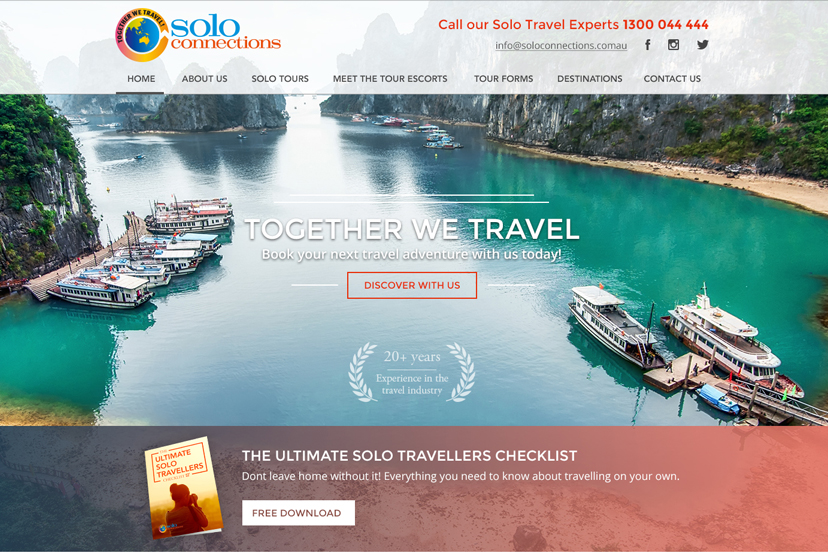 TOGETHER WE TRAVEL!
solo
connections
Call our Solo Travel Experts 1300 044 444
info@soloconnections.comau
HOME ABOUT US SOLO TOURS MEET THE TOUR ESCORTS TOUR FORMS DESTINATIONS CONTACT US
TOGETHER WE TRAVEL
Book your next travel adventure with us today!
DISCOVER WITH US
20+ years
Experience in the
travel industry
THE
ULTIMATE
SOLO
TRAVELLERS
CHECKLIST
THE ULTIMATE SOLO TRAVELLERS CHECKLIST
Dont leave home without it! Everything you need to know about travelling on your own.
FREE DOWNLOAD